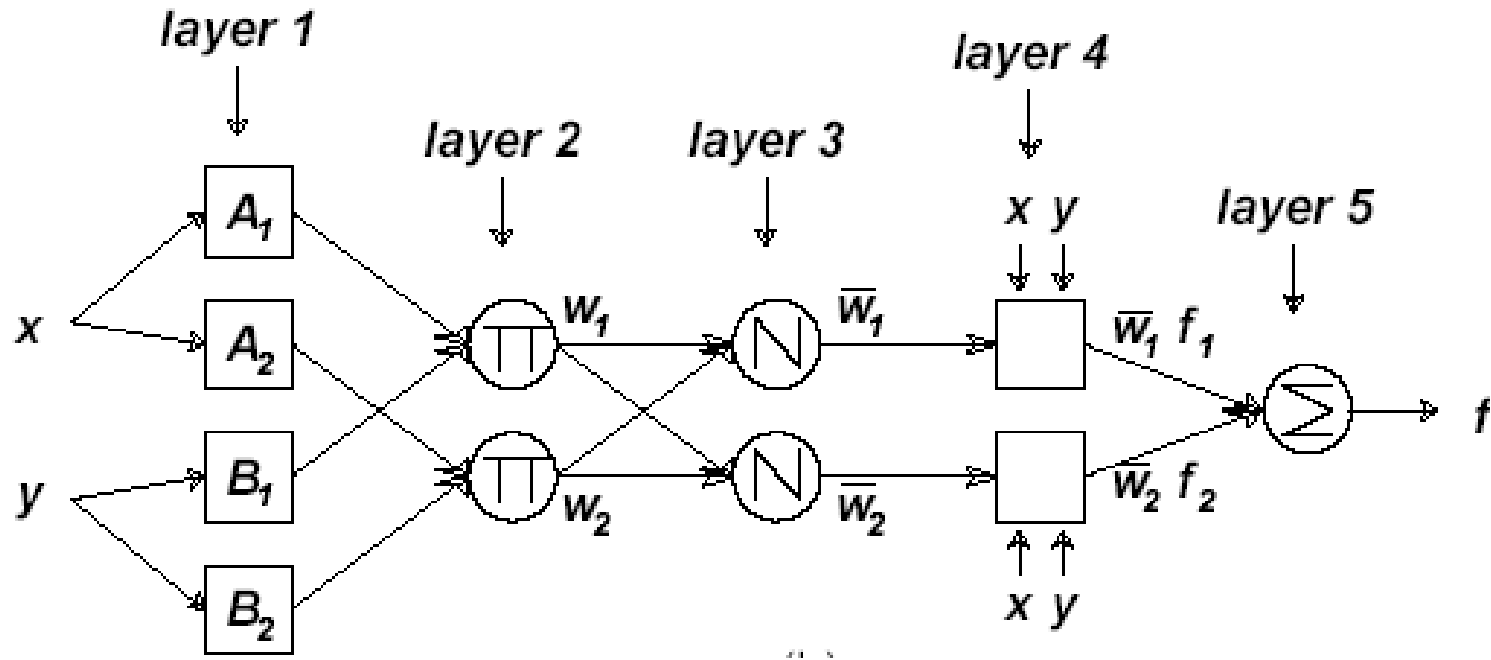 layer 1
layer 4
layer 2
layer 3
x y
layer 5
A₁
w₁
w̅₁
w̅₁ f₁
x
A₂
Π
N
Σ
f
y
B₁
Π
N
w₂
w̅₂
w̅₂ f₂
B₂
x y